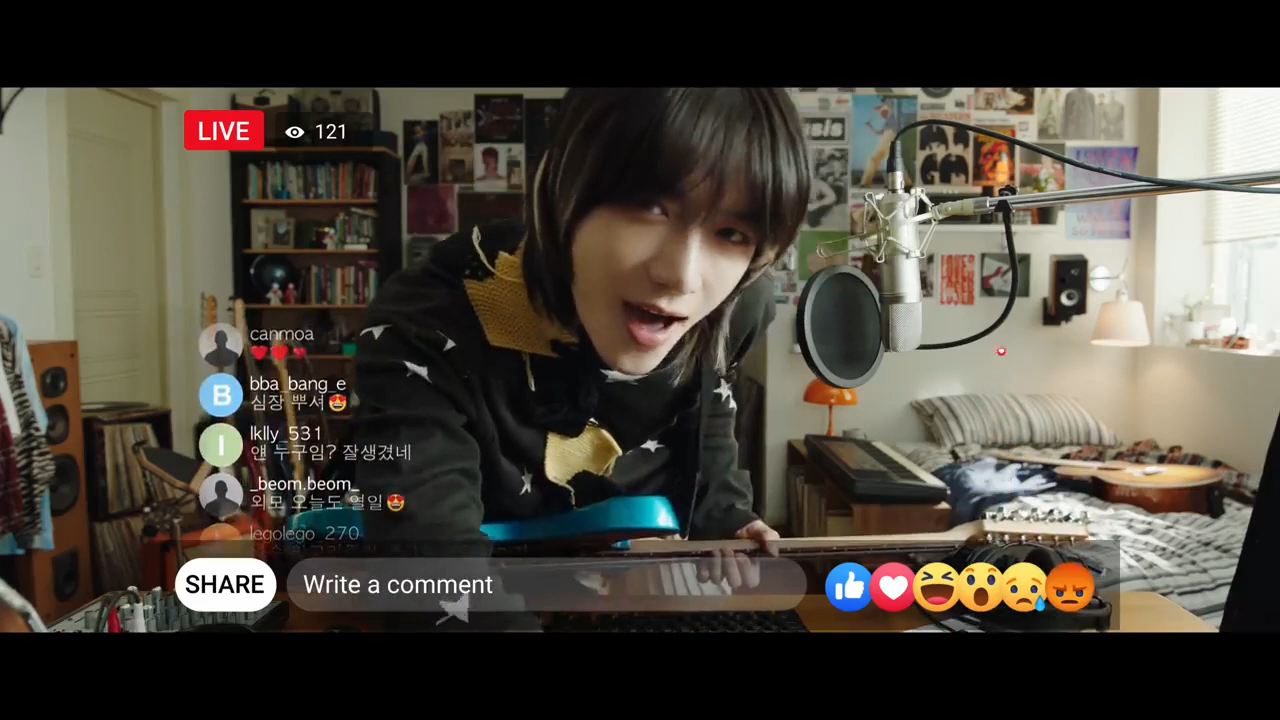 LIVE 121
canmoa
bba_bang_e
심장 뿌셔
lklly_531
얜 누구임? 잘생겼네
_beom.beom_
외모 오늘도 열일
legolego_270
SHARE Write a comment
B
I
LOSER